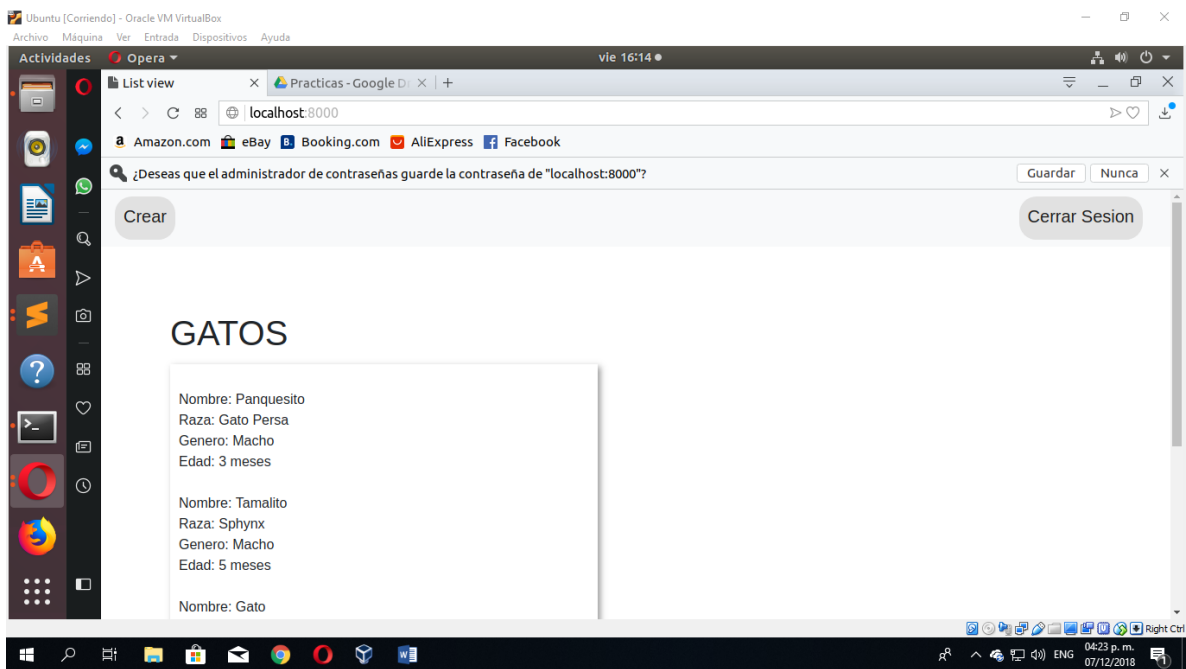 Ubuntu [Corriendo] - Oracle VM VirtualBox
Archivo Máquina Ver Entrada Dispositivos Ayuda
Actividades Opera vie 16:14
List view Practicas - Google Dr
localhost:8000
Amazon.com eBay Booking.com AliExpress Facebook
¿Deseas que el administrador de contraseñas guarde la contraseña de "localhost:8000"? Guardar Nunca
Crear Cerrar Sesion
GATOS
Nombre: Panquesito
Raza: Gato Persa
Genero: Macho
Edad: 3 meses
Nombre: Tamalito
Raza: Sphynx
Genero: Macho
Edad: 5 meses
Nombre: Gato
Right Ctrl
ENG 04:23 p. m.
07/12/2018